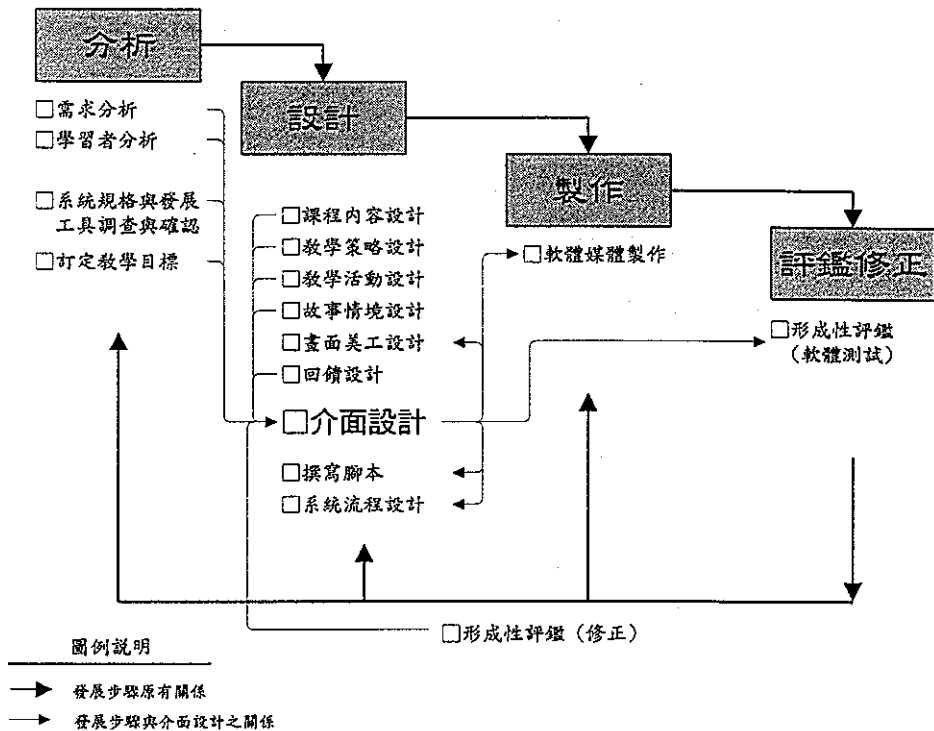 分析
□需求分析
□學習者分析
□系統規格與發展
工具調查與確認
□訂定教學目標
設計
□課程內容設計
□教學策略設計
□教學活動設計
□故事情境設計
□畫面美工設計
□回饋設計
□介面設計
□撰寫腳本
□系統流程設計
製作
□軟體媒體製作
評鑑修正
□形成性評鑑
(軟體測試)
□形成性評鑑(修正)
圖例說明
發展步驟原有關係
發展步驟與介面設計之關係